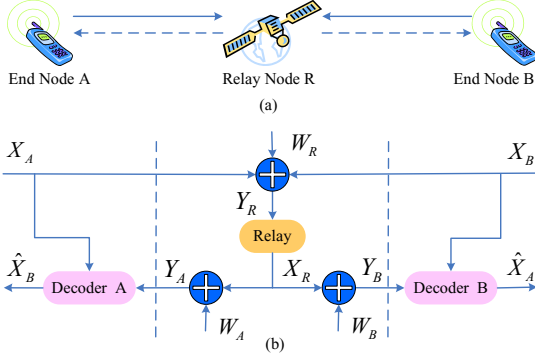 End Node A
Relay Node R
End Node B
(a)
X_A
W_R
X_B
Y_R
Relay
X̂_B
Decoder A
Y_A
X_R
Y_B
Decoder B
X̂_A
W_A
(b)
W_B